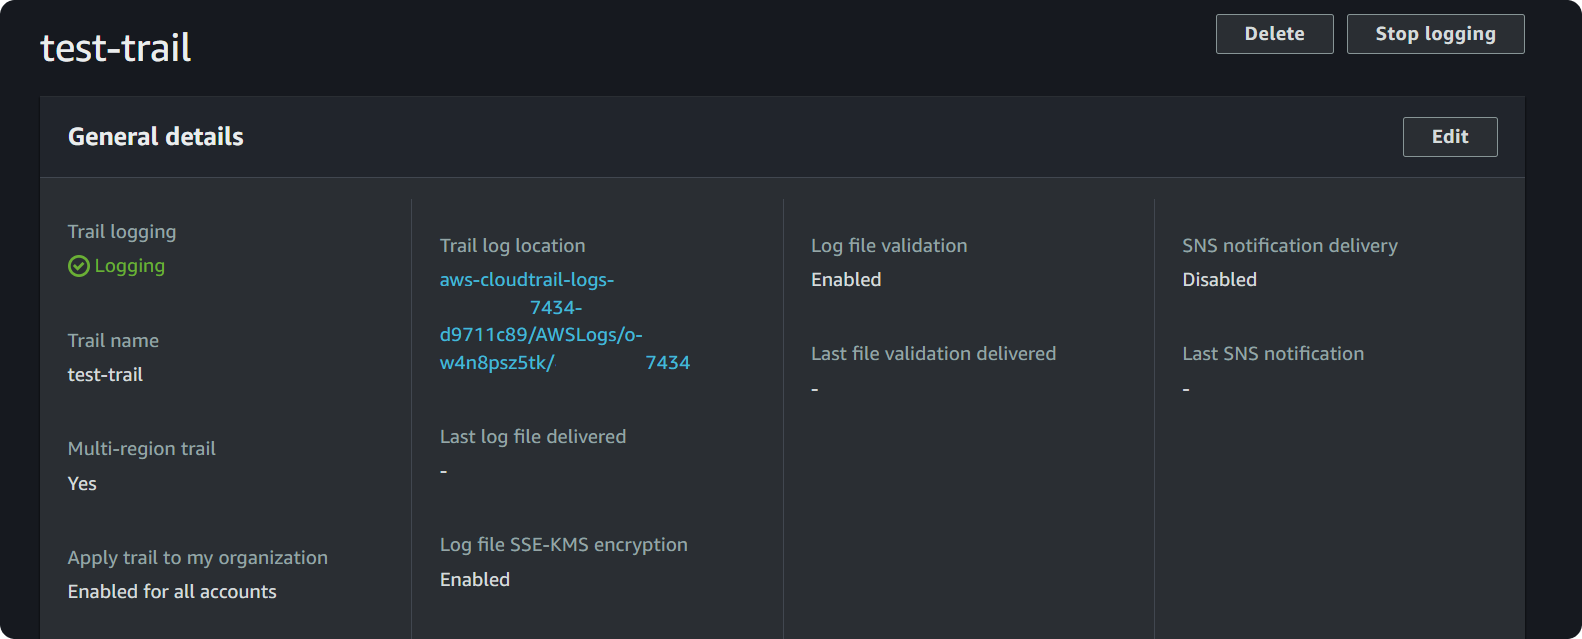 test-trail
Delete
Stop logging
General details
Edit
Trail logging
Logging
Trail name
test-trail
Multi-region trail
Yes
Apply trail to my organization
Enabled for all accounts
Trail log location
aws-cloudtrail-logs-
7434-
d9711c89/AWSLogs/o-
w4n8psz5tk/ 7434
Last log file delivered
-
Log file SSE-KMS encryption
Enabled
Log file validation
Enabled
Last file validation delivered
-
SNS notification delivery
Disabled
Last SNS notification
-